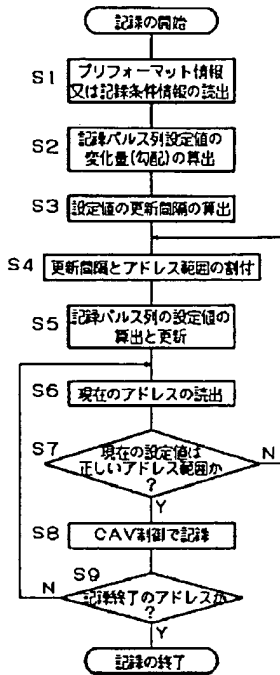 記録の開始
S1
プリフォーマット情報
又は記録条件情報の読出
S2
記録パルス列設定値の
変化量(勾配)の算出
S3
設定値の更新間隔の算出
S4
更新間隔とアドレス範囲の割付
S5
記録パルス列の設定値の
算出と更新
S6
現在のアドレスの読出
S7
現在の設定値は
正しいアドレス範囲か
?
N
Y
S8
CAV制御で記録
S9
N
記録終了のアドレスか
?
Y
記録の終了